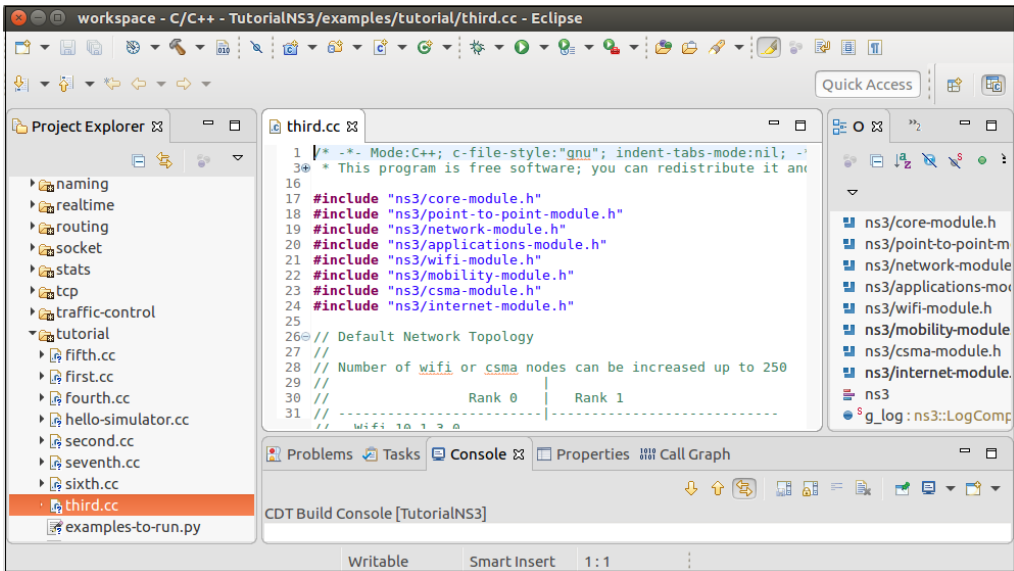 workspace - C/C++ - TutorialNS3/examples/tutorial/third.cc - Eclipse
Quick Access
Project Explorer
naming
realtime
routing
socket
stats
tcp
traffic-control
tutorial
fifth.cc
first.cc
fourth.cc
hello-simulator.cc
second.cc
seventh.cc
sixth.cc
third.cc
examples-to-run.py
third.cc
1 /* -*- Mode:C++; c-file-style:"gnu"; indent-tabs-mode:nil; -*
3 * This program is free software; you can redistribute it and
16
17 #include "ns3/core-module.h"
18 #include "ns3/point-to-point-module.h"
19 #include "ns3/network-module.h"
20 #include "ns3/applications-module.h"
21 #include "ns3/wifi-module.h"
22 #include "ns3/mobility-module.h"
23 #include "ns3/csma-module.h"
24 #include "ns3/internet-module.h"
25
26 // Default Network Topology
27 //
28 // Number of wifi or csma nodes can be increased up to 250
29 // |
30 // Rank 0 | Rank 1
31 // --------------------------|----------------------------
// Wifi 10.1.3.0
O
2
ns3/core-module.h
ns3/point-to-point-m
ns3/network-module
ns3/applications-mod
ns3/wifi-module.h
ns3/mobility-module
ns3/csma-module.h
ns3/internet-module.
ns3
g_log : ns3::LogComp
Problems Tasks Console Properties Call Graph
CDT Build Console [TutorialNS3]
Writable Smart Insert 1 : 1